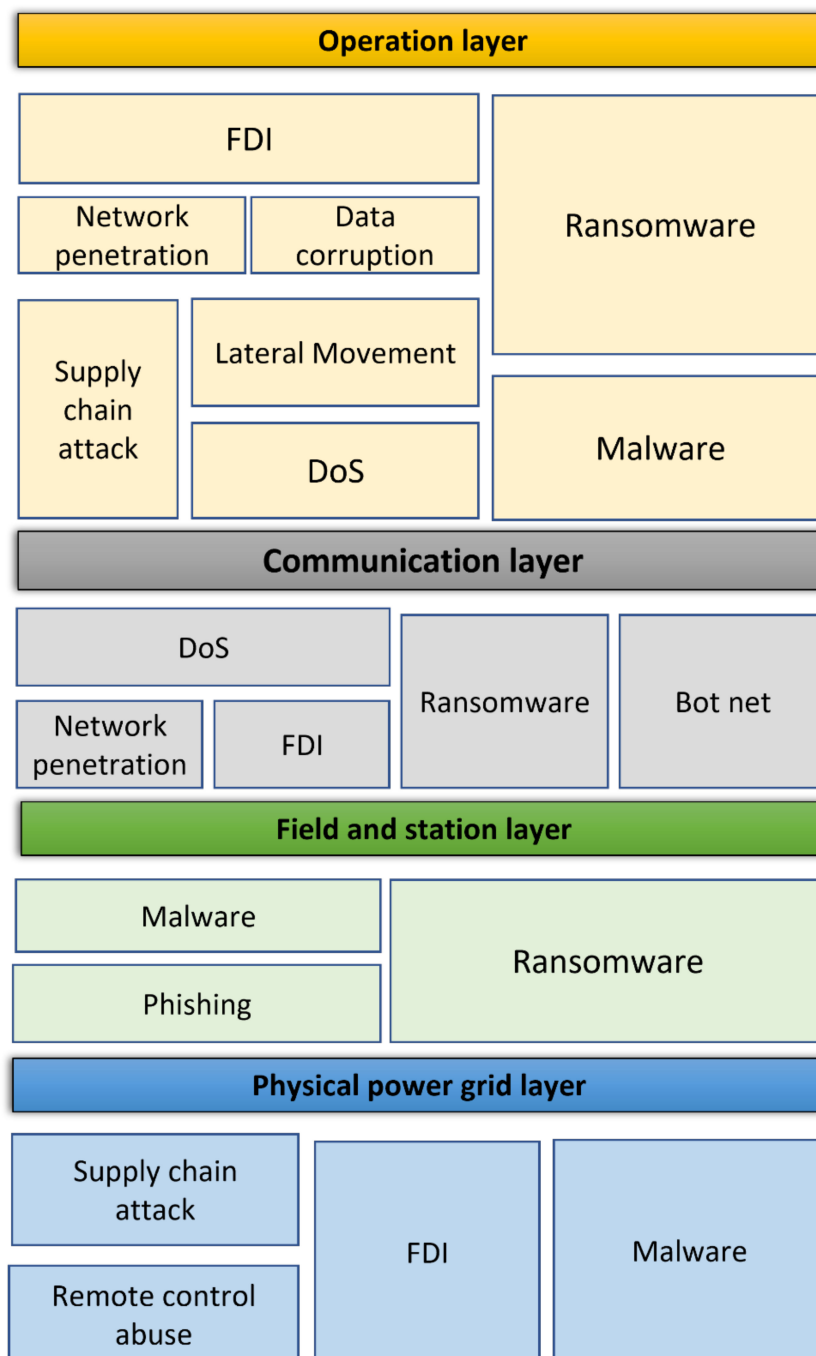 Operation layer
FDI
Ransomware
Network
penetration
Data
corruption
Supply
chain
attack
Lateral Movement
DoS
Malware
Communication layer
DoS
Network
penetration
FDI
Ransomware
Bot net
Field and station layer
Malware
Phishing
Ransomware
Physical power grid layer
Supply chain
attack
Remote control
abuse
FDI
Malware